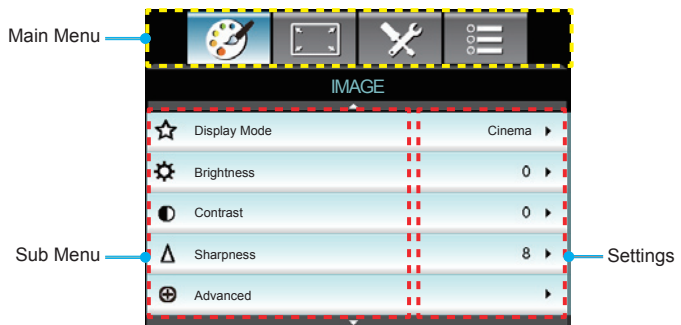 Main Menu
IMAGE
Display Mode Cinema
Brightness 0
Contrast 0
Sub Menu Sharpness 8 Settings
Advanced